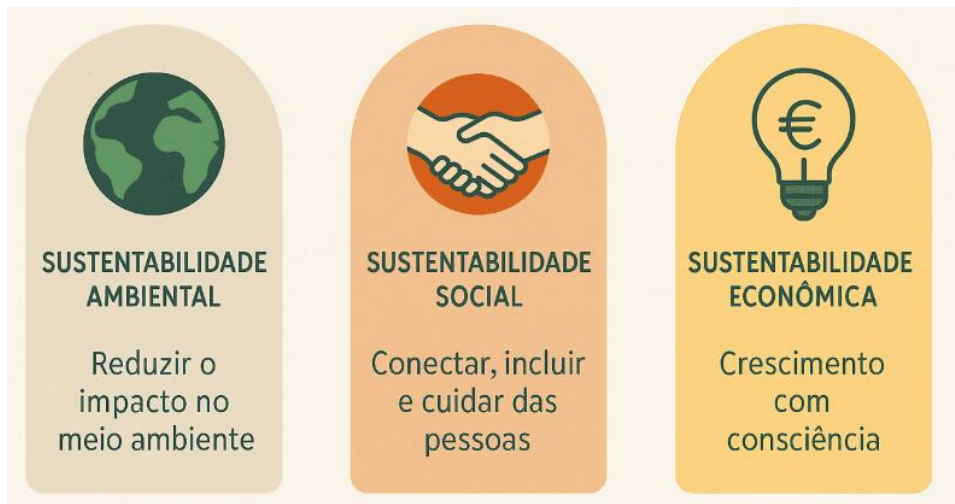 SUSTENTABILIDADE
AMBIENTAL
Reduzir o
impacto no
meio ambiente
SUSTENTABILIDADE
SOCIAL
Conectar, incluir
e cuidar das
pessoas
€
SUSTENTABILIDADE
ECONÔMICA
Crescimento
com
consciência